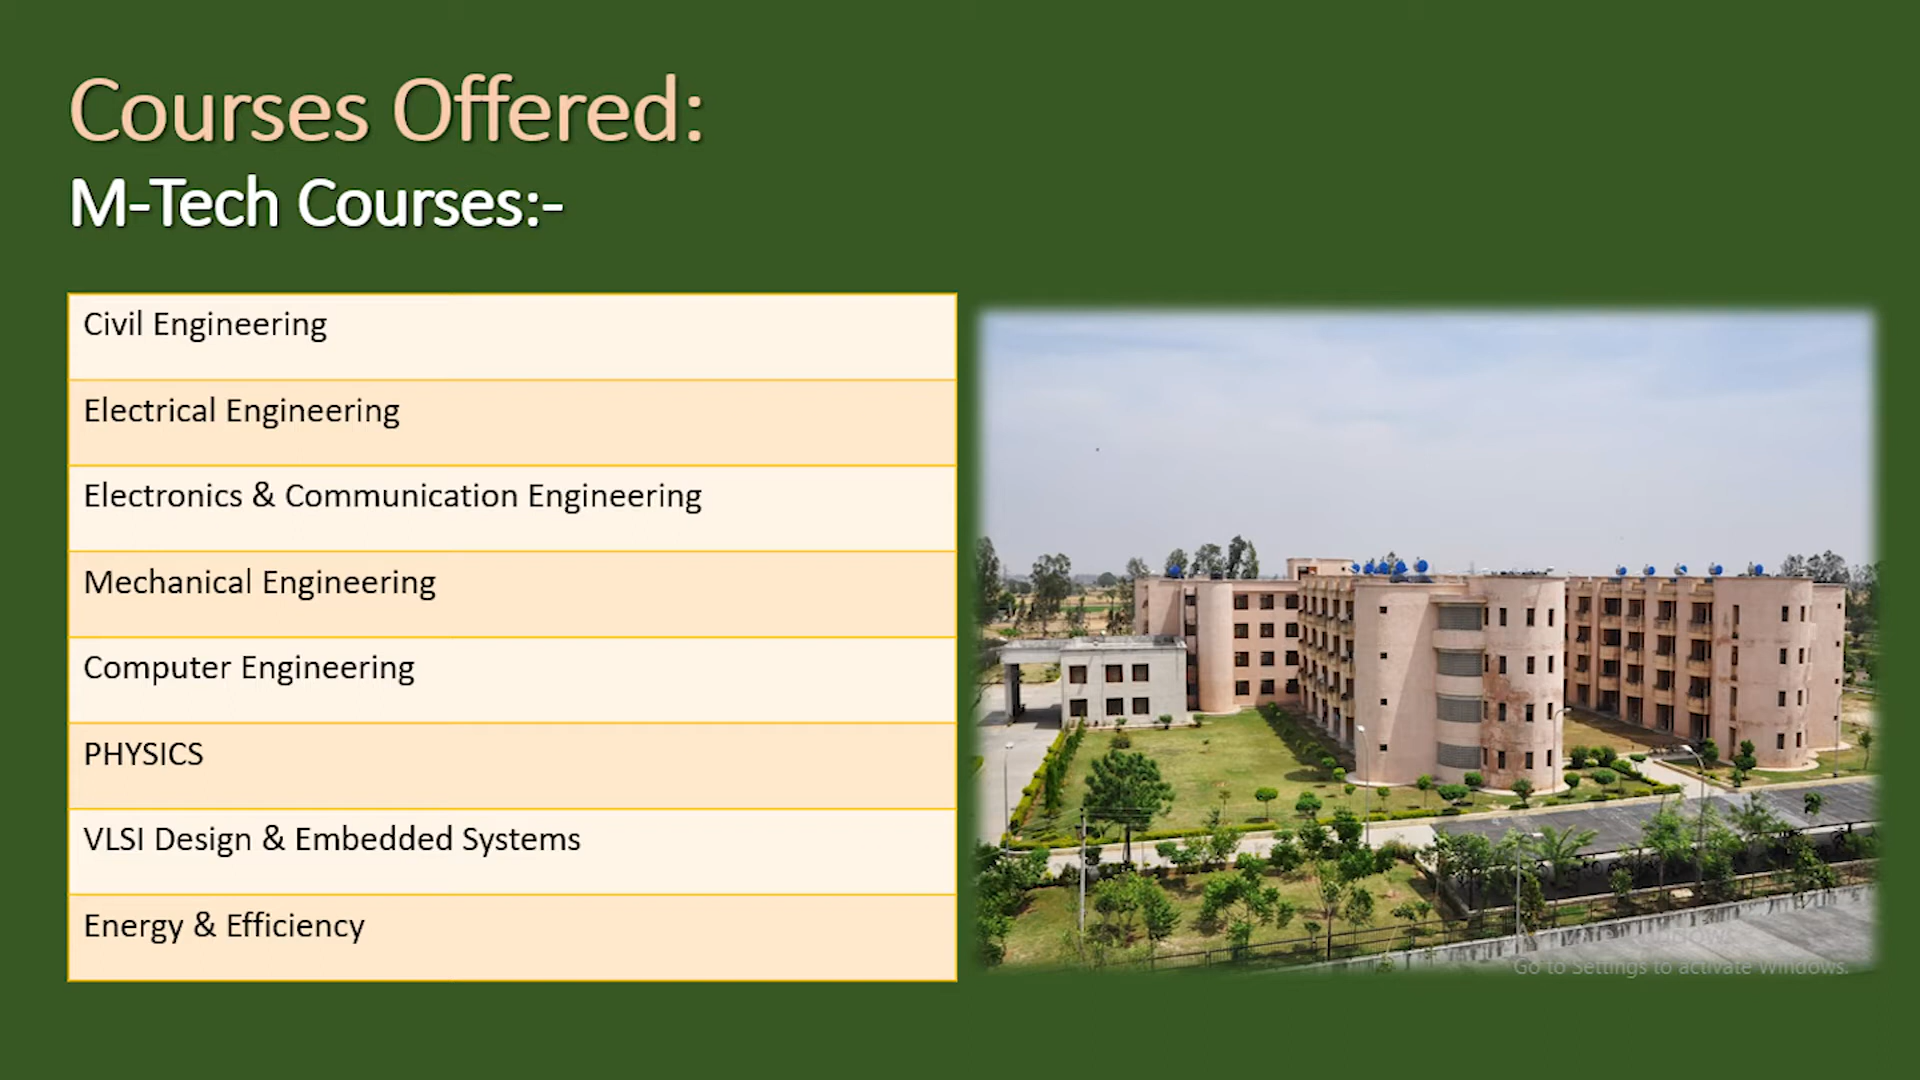 Courses Offered:
M-Tech Courses:-
Civil Engineering
Electrical Engineering
Electronics & Communication Engineering
Mechanical Engineering
Computer Engineering
PHYSICS
VLSI Design & Embedded Systems
Energy & Efficiency
Go to Settings to activate Windows.